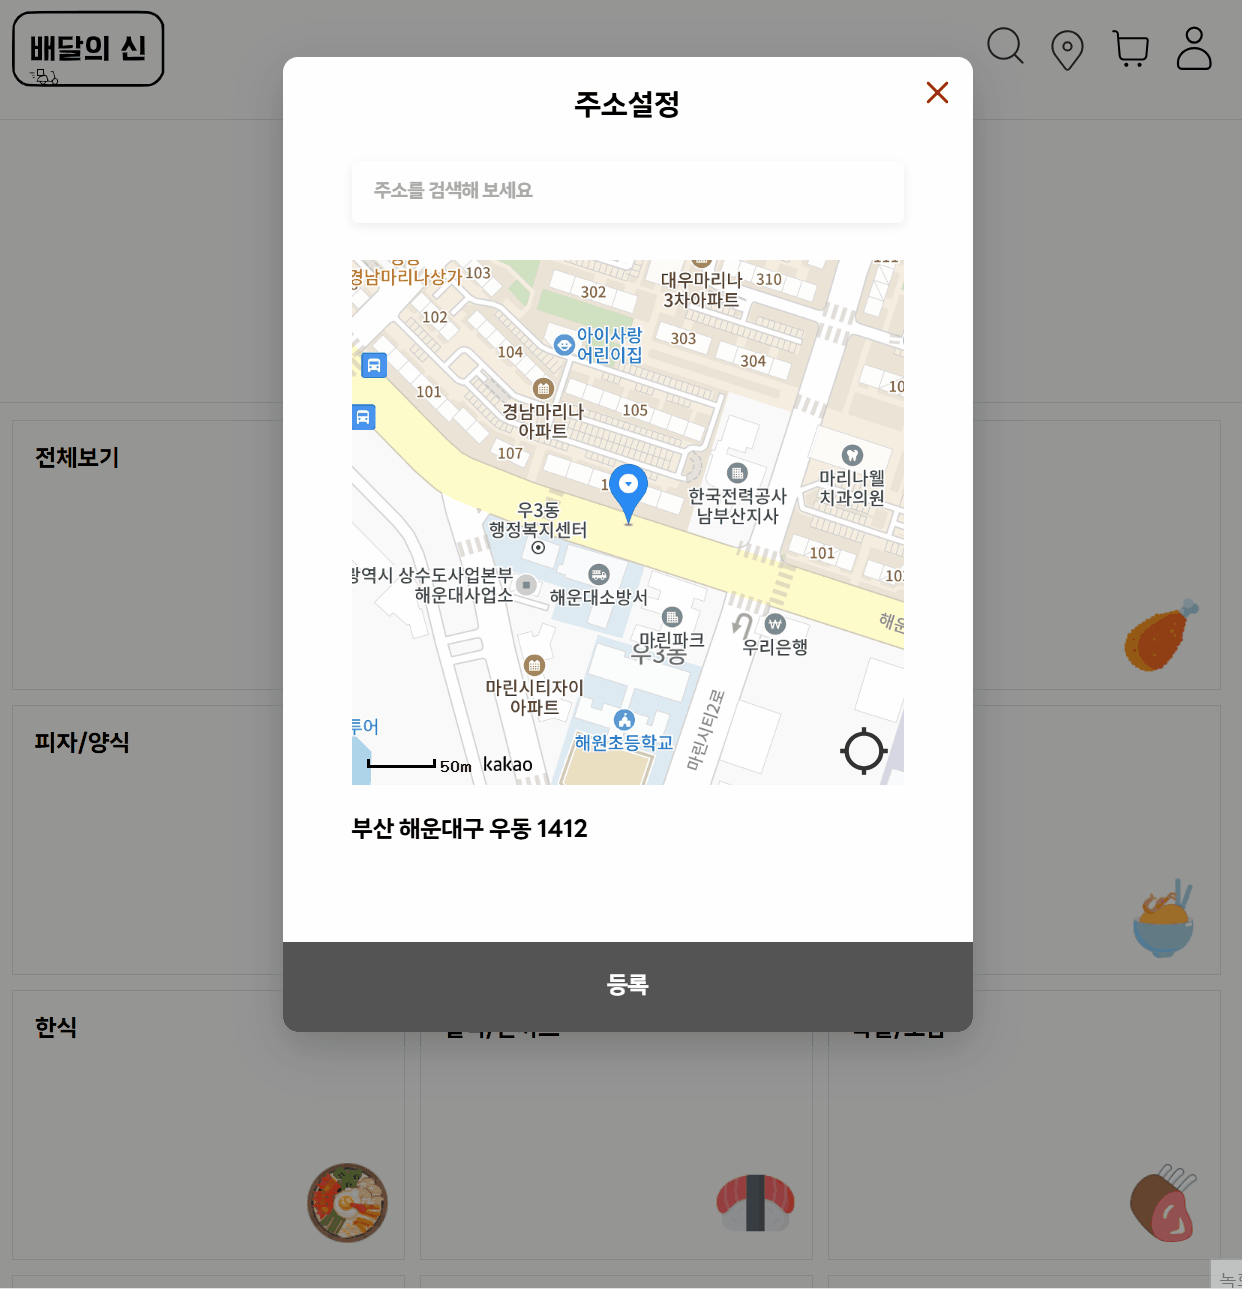 배달의 신
주소설정
주소를 검색해 보세요
경남마리나상가
103
302
대우마리나
3차아파트
310
102
아이사랑
어린이집
303
104
304
101
경남마리나
아파트
105
107
마리나웰
치과의원
한국전력공사
남부산지사
우3동
행정복지센터
101
상수도사업본부
해운대사업소
해운대소방서
마린파크
우3동
우리은행
마린시티자이
아파트
마린시티2로
투어
해원초등학교
50m
kakao
부산 해운대구 우동 1412
등록
전체보기
피자/양식
한식